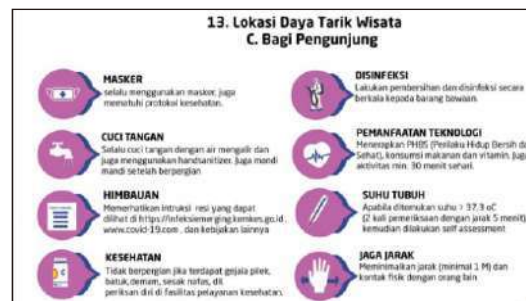 13. Lokasi Daya Tarik Wisata
C. Bagi Pengunjung
MASKER
selalu menggunakan masker, juga
mematuhi protokol kesehatan.
CUCI TANGAN
Selalu cuci tangan dengan air mengalir dan
juga menggunakan handsanitizer. Juga mandi
mandi setelah berpergian
HIMBAUAN
Memerhatikan intruksi resi yang dapat
dilihat di https://infeksiemerging.kemkes.go.id,
www.covid-19.com, dan kebijakan lainnya
KESEHATAN
Tidak berpergian jika terdapat gejala pilek,
batuk, demam, sesak nafas, dll
periksan diri di fasilitas pelayanan kesehatan.
DISINFEKSI
Lakukan pembersihan dan disinfeksi secara
berkala kepada barang bawaan.
PEMANFAATAN TEKNOLOGI
Menerapkan PHBS (Perilaku Hidup Bersih da
Sehat), konsumsi makanan dan vitamin, juga
aktivitas min. 30 menit sehari.
SUHU TUBUH
Apabila ditemukan suhu > 37,3 oC
(2 kali pemeriksaan dengan jarak 5 menit)
kemudian dilakukan self assessment
JAGA JARAK
Meminimalkan jarak (minimal 1 M) dan
kontak fisik dengan orang lain